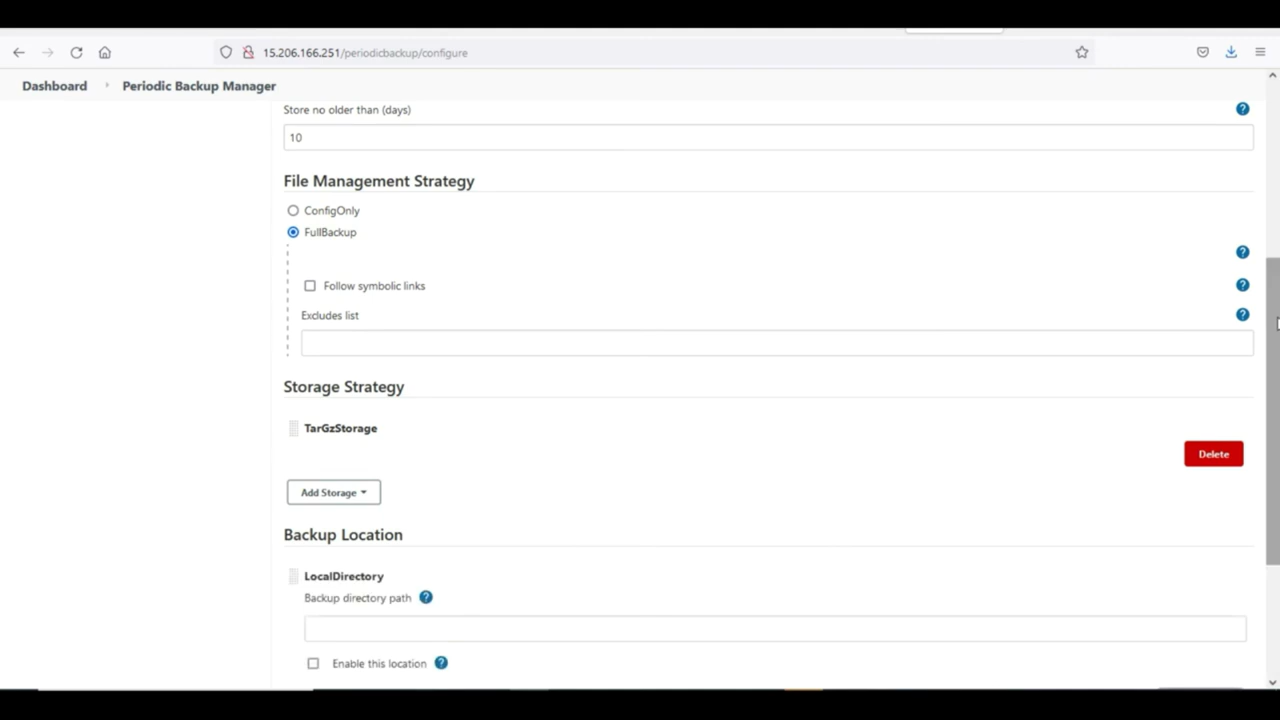 15.206.166.251/periodicbackup/configure
Dashboard Periodic Backup Manager
Store no older than (days)
10
File Management Strategy
ConfigOnly
FullBackup
Follow symbolic links
Excludes list
Storage Strategy
TarGzStorage
Delete
Add Storage
Backup Location
LocalDirectory
Backup directory path
Enable this location